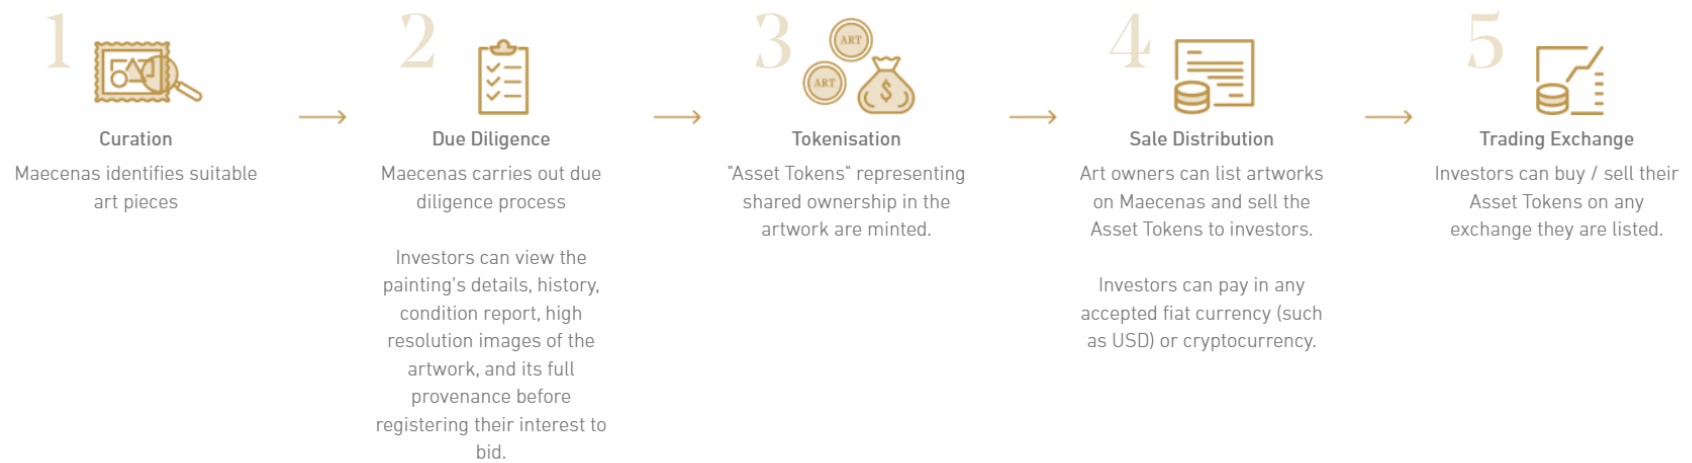 1
Curation
Maecenas identifies suitable
art pieces
2
Due Diligence
Maecenas carries out due
diligence process
Investors can view the
painting's details, history,
condition report, high
resolution images of the
artwork, and its full
provenance before
registering their interest to
bid.
3
ART
ART
$
Tokenisation
"Asset Tokens" representing
shared ownership in the
artwork are minted.
4
Sale Distribution
Art owners can list artworks
on Maecenas and sell the
Asset Tokens to investors.
Investors can pay in any
accepted fiat currency (such
as USD) or cryptocurrency.
5
Trading Exchange
Investors can buy / sell their
Asset Tokens on any
exchange they are listed.